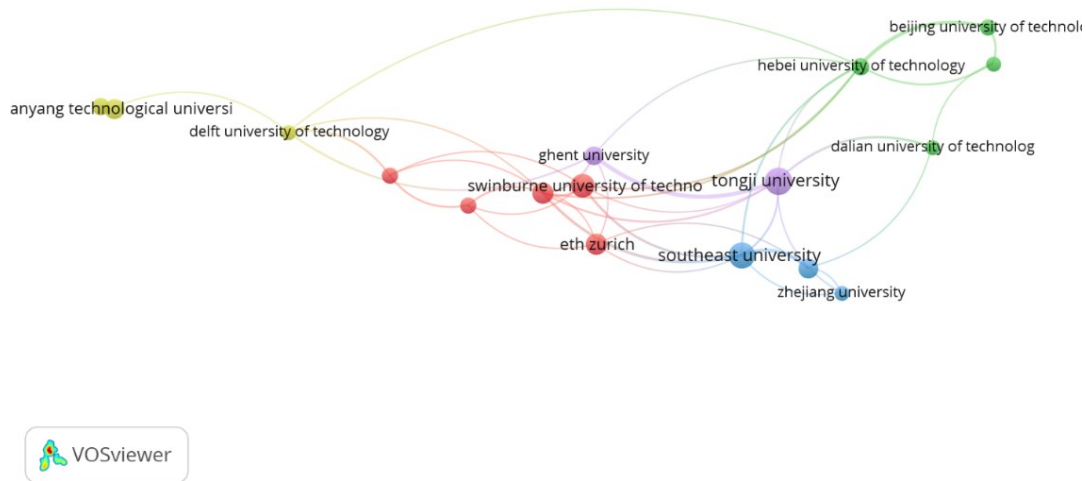 beijing university of technolo
hebei university of technology
anyang technological universi
delft university of technology
dalian university of technolog
ghent university
tongji university
swinburne university of techno
eth zurich
southeast university
zhejiang university
VOSviewer